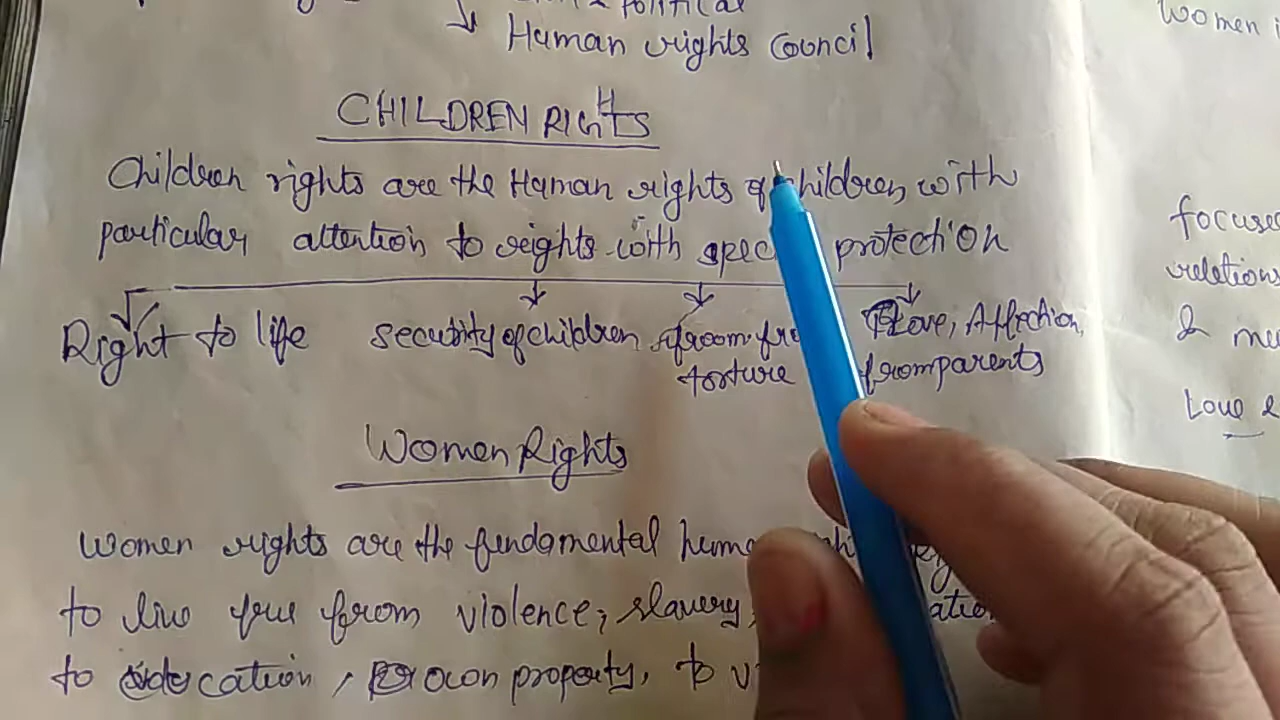 Political
Human rights Council
Women
CHILDREN RIGHTS
Children rights are the Human rights of children, with
particular attention to rights with protection
Right to life security of children from Love, Affection,
torture from parents
focused
relations
&
Love &
Women Rights
Women rights are the fundamental
to live free from violence, slavery,
to education, own property, to